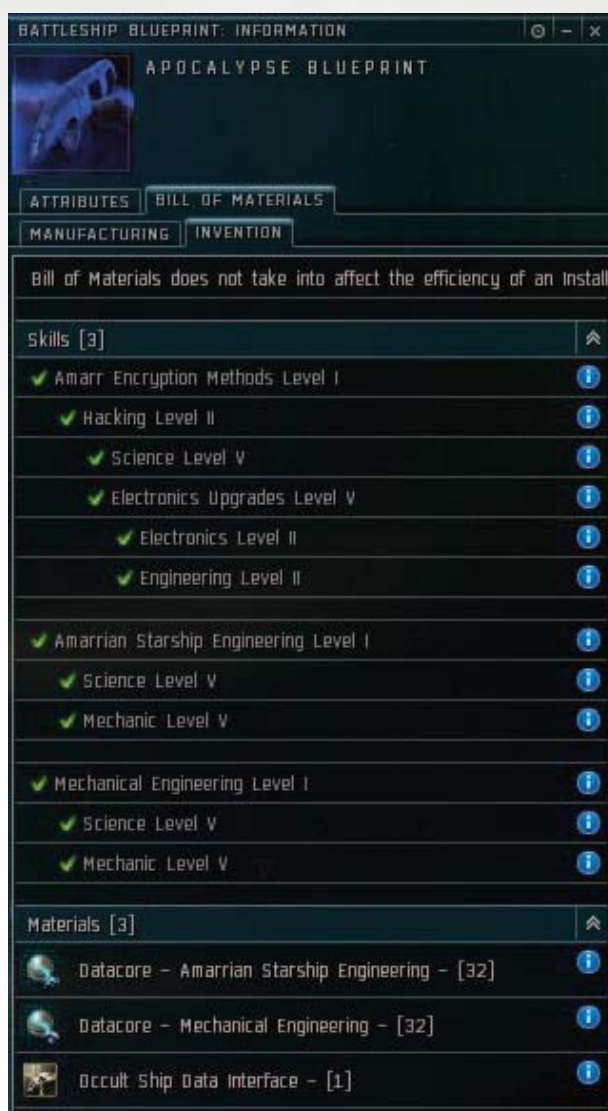 BATTLESHIP BLUEPRINT: INFORMATION
APOCALYPSE BLUEPRINT
ATTRIBUTES BILL OF MATERIALS
MANUFACTURING INVENTION
Bill of Materials does not take into affect the efficiency of an Install
Skills [3]
Amarr Encryption Methods Level I
Hacking Level II
Science Level V
Electronics Upgrades Level V
Electronics Level II
Engineering Level II
Amarrian Starship Engineering Level I
Science Level V
Mechanic Level V
Mechanical Engineering Level I
Science Level V
Mechanic Level V
Materials [3]
Datacore - Amarrian Starship Engineering - [32]
Datacore - Mechanical Engineering - [32]
Occult Ship Data Interface - [1]